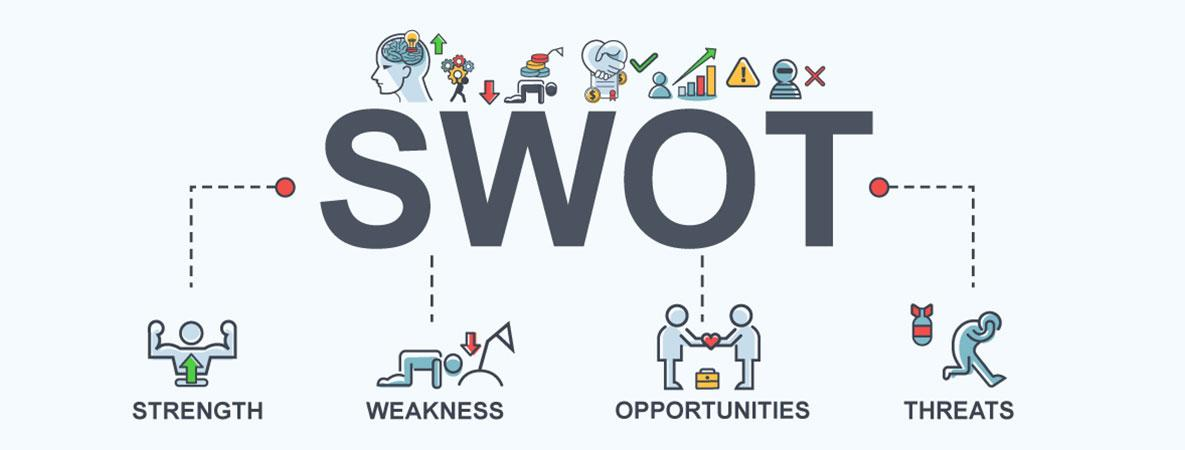 SWOT
STRENGTH
WEAKNESS
OPPORTUNITIES
THREATS